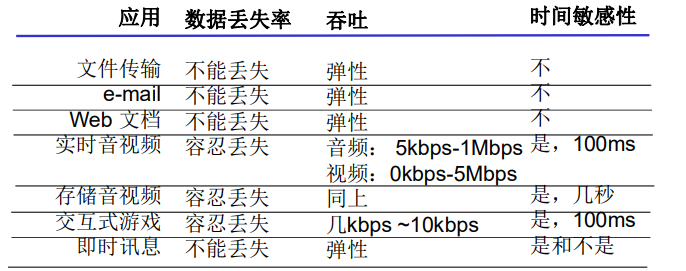 应用 数据丢失率 吞吐 时间敏感性
文件传输 不能丢失 弹性 不
e-mail 不能丢失 弹性 不
Web 文档 不能丢失 弹性 不
实时音视频 容忍丢失 音频： 5kbps-1Mbps 是，100ms
视频：0kbps-5Mbps
存储音视频 容忍丢失 同上 是，几秒
交互式游戏 容忍丢失 几kbps ~10kbps 是，100ms
即时讯息 不能丢失 弹性 是和不是